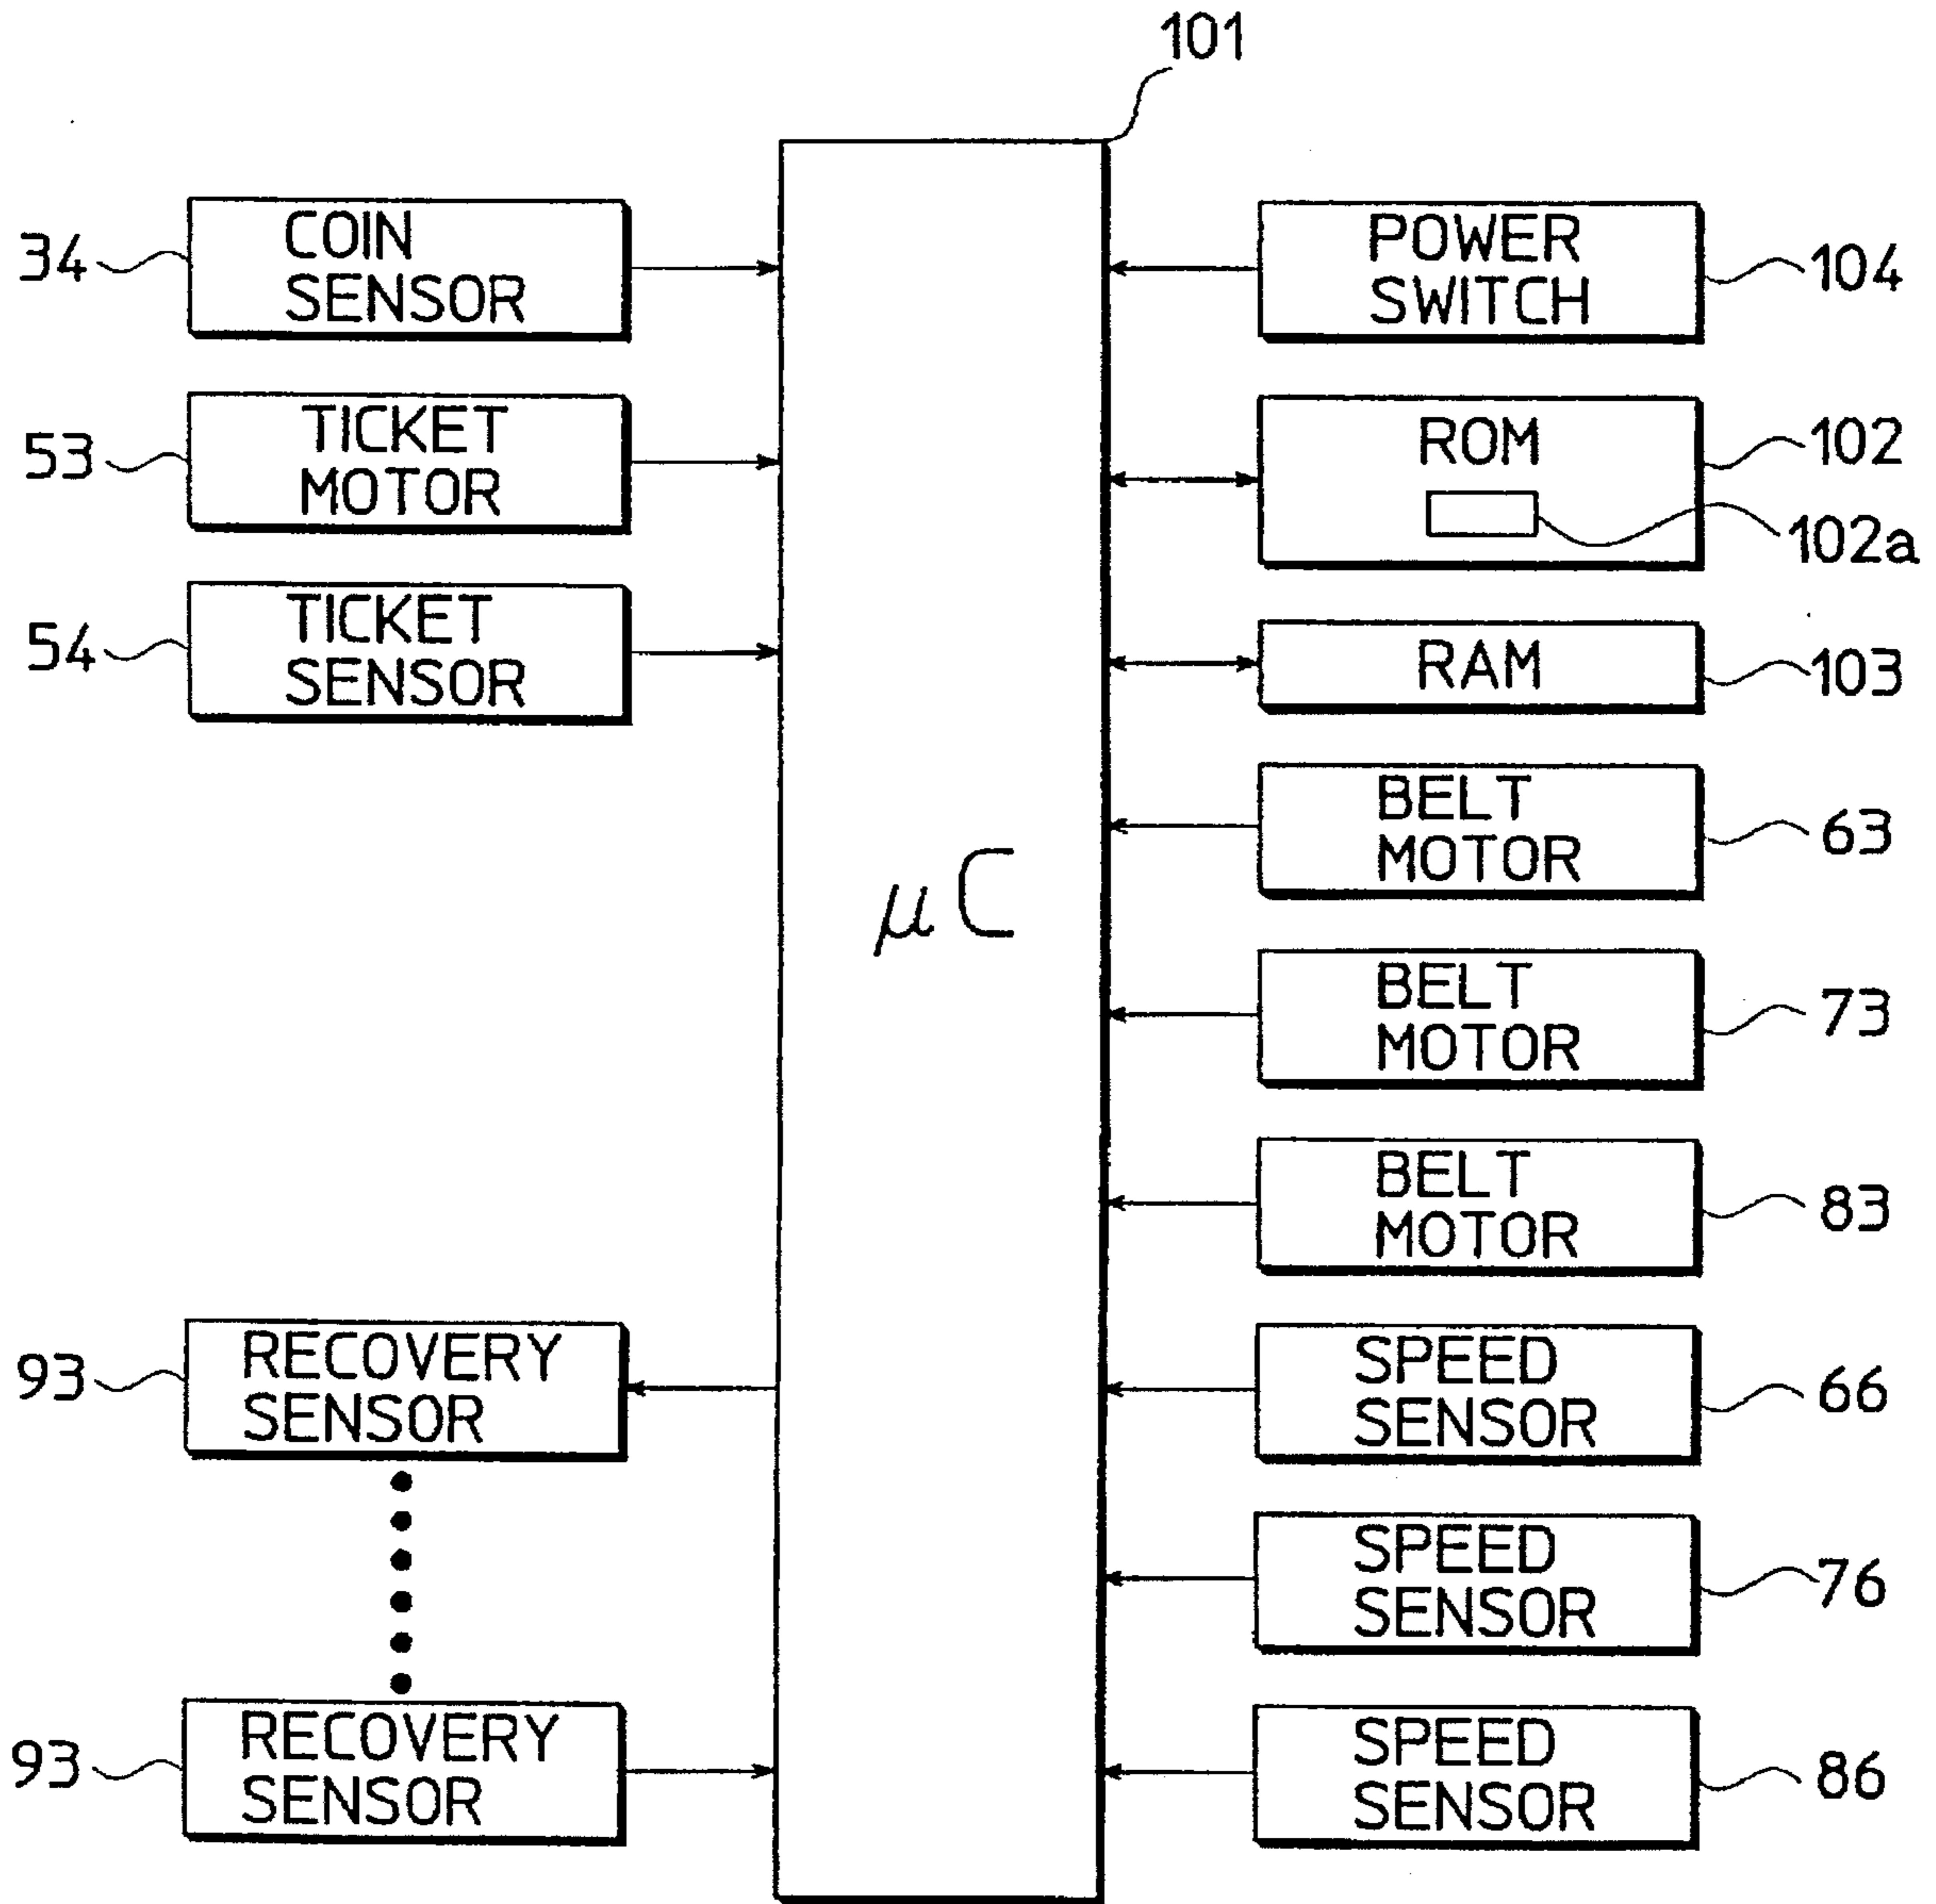 101
34
COIN
SENSOR
53
TICKET
MOTOR
54
TICKET
SENSOR
93
RECOVERY
SENSOR
93
RECOVERY
SENSOR
μC
POWER
SWITCH
104
ROM
102
102a
RAM
103
BELT
MOTOR
63
BELT
MOTOR
73
BELT
MOTOR
83
SPEED
SENSOR
66
SPEED
SENSOR
76
SPEED
SENSOR
86